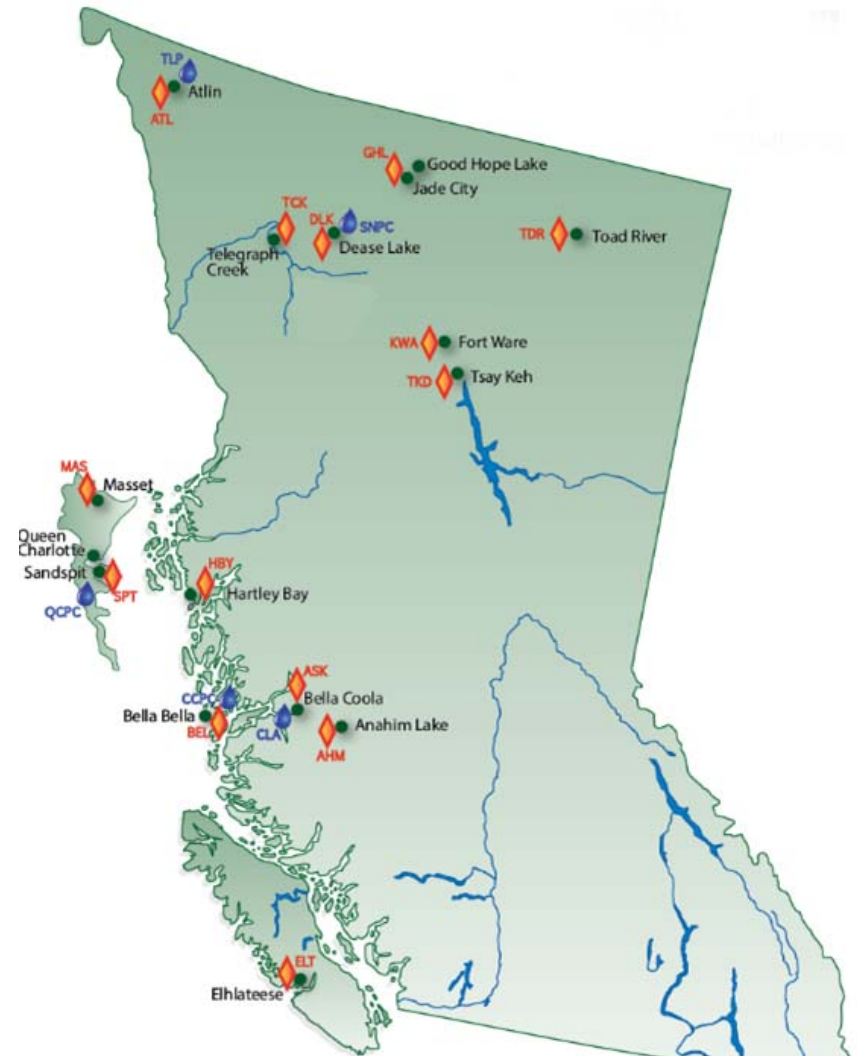 TLP
Atlin
ATL
GHL
Good Hope Lake
Jade City
TCK
DLK
SNPC
Telegraph
Creek
Dease Lake
TDR
Toad River
KWA
Fort Ware
TKD
Tsay Keh
MAS
Masset
Queen
Charlotte
Sandspit
SPT
QCPC
HBY
Hartley Bay
ASK
CCPC
Bella Coola
Bella Bella
BEL
CLA
Anahim Lake
AHM
ELT
Elhlateese